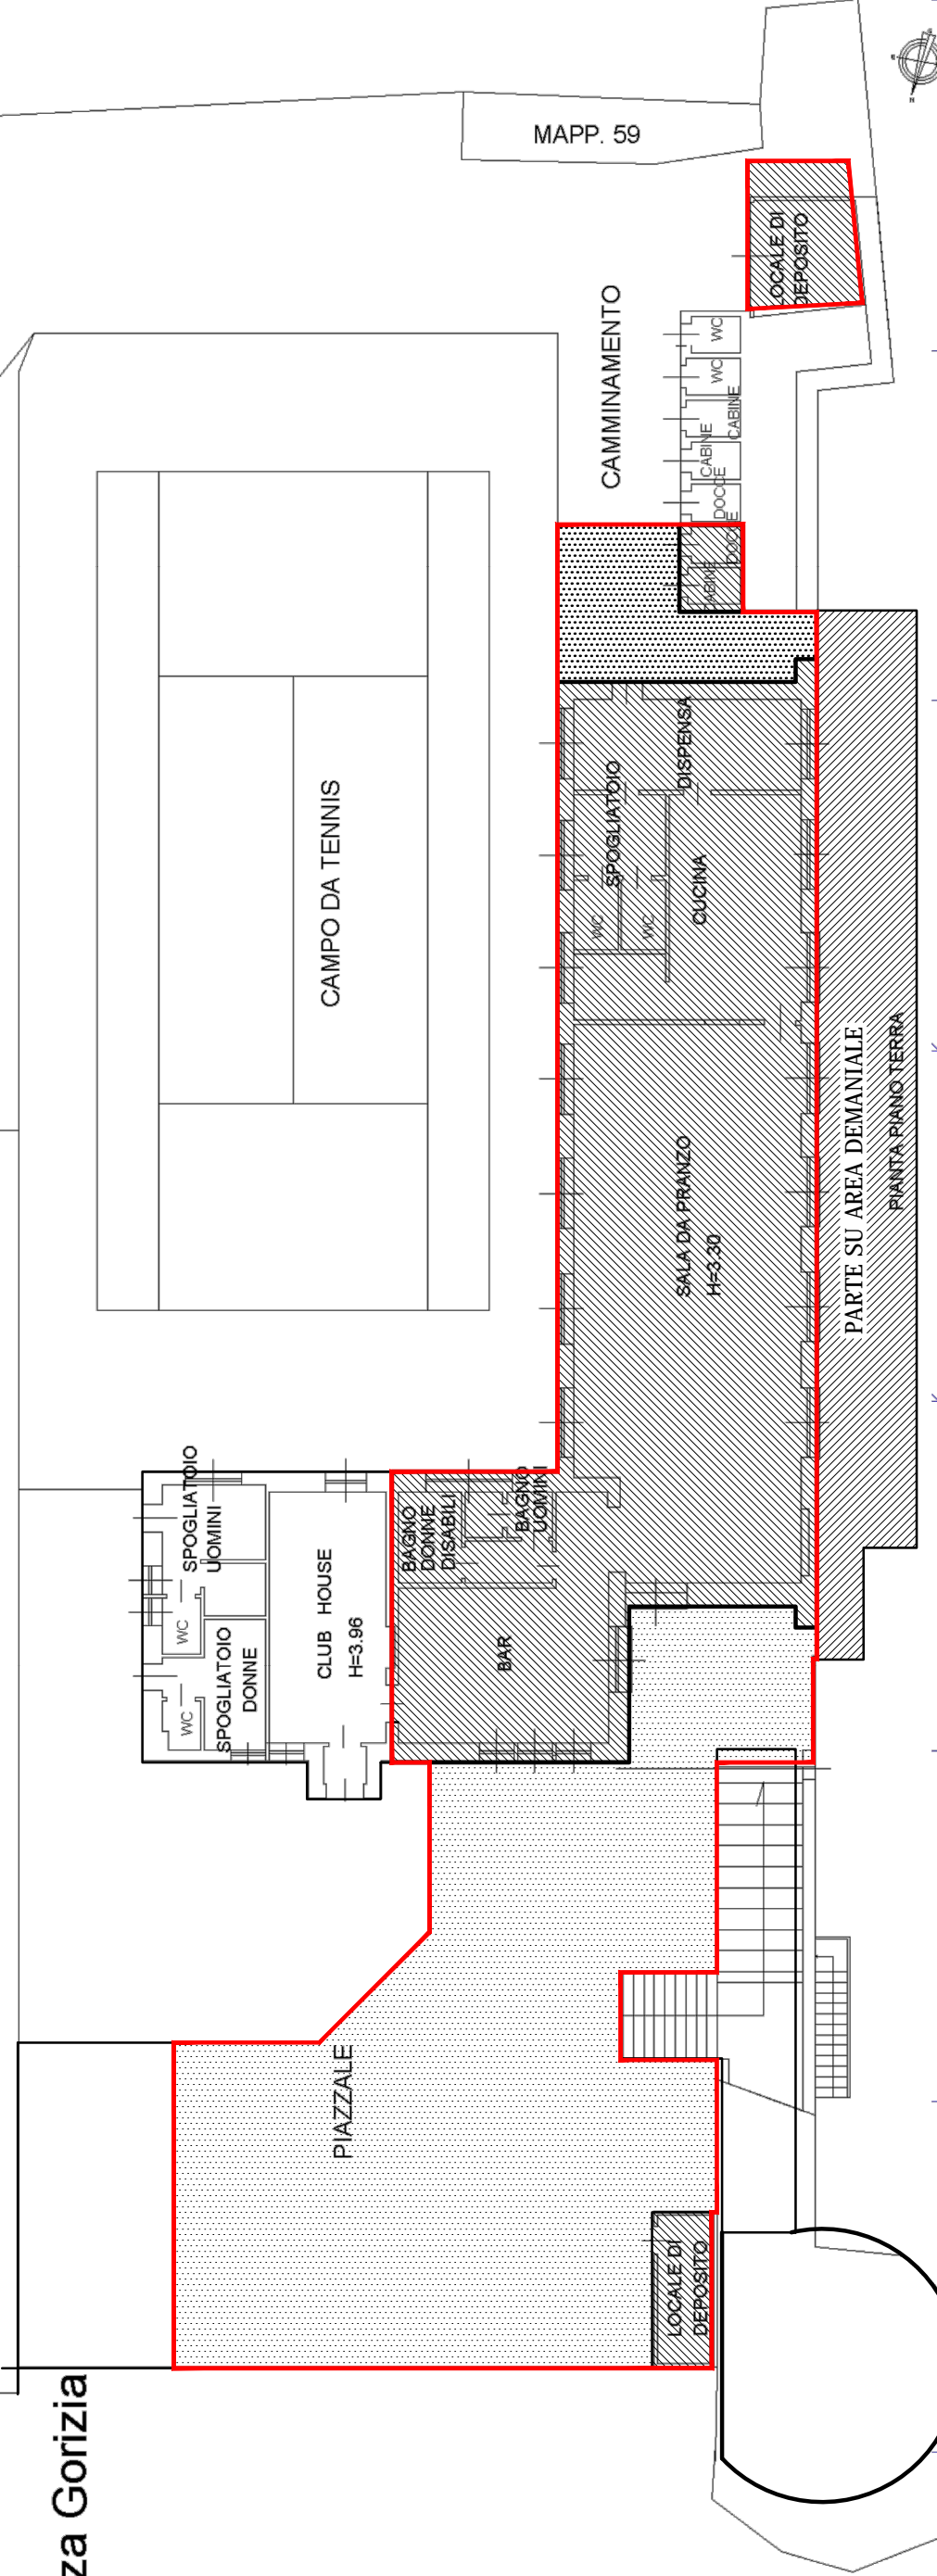 MAPP. 59
LOCALE DI
DEPOSITO
CAMMINAMENTO
WC
WC
CABINE
CABINE
DOCCE
DOCCE
CABINE
CAMPO DA TENNIS
DISPENSA
SPOGLIATOIO
CUCINA
WC
WC
SALA DA PRANZO
H=3.30
PARTE SU AREA DEMANIALE
PIANTA PIANO TERRA
SPOGLIATOIO
UOMINI
BAGNO
DONNE
DISABILI
BAGNO
UOMINI
CLUB HOUSE
H=3.96
WC
SPOGLIATOIO
DONNE
WC
BAR
PIAZZALE
LOCALE DI
DEPOSITO
za Gorizia